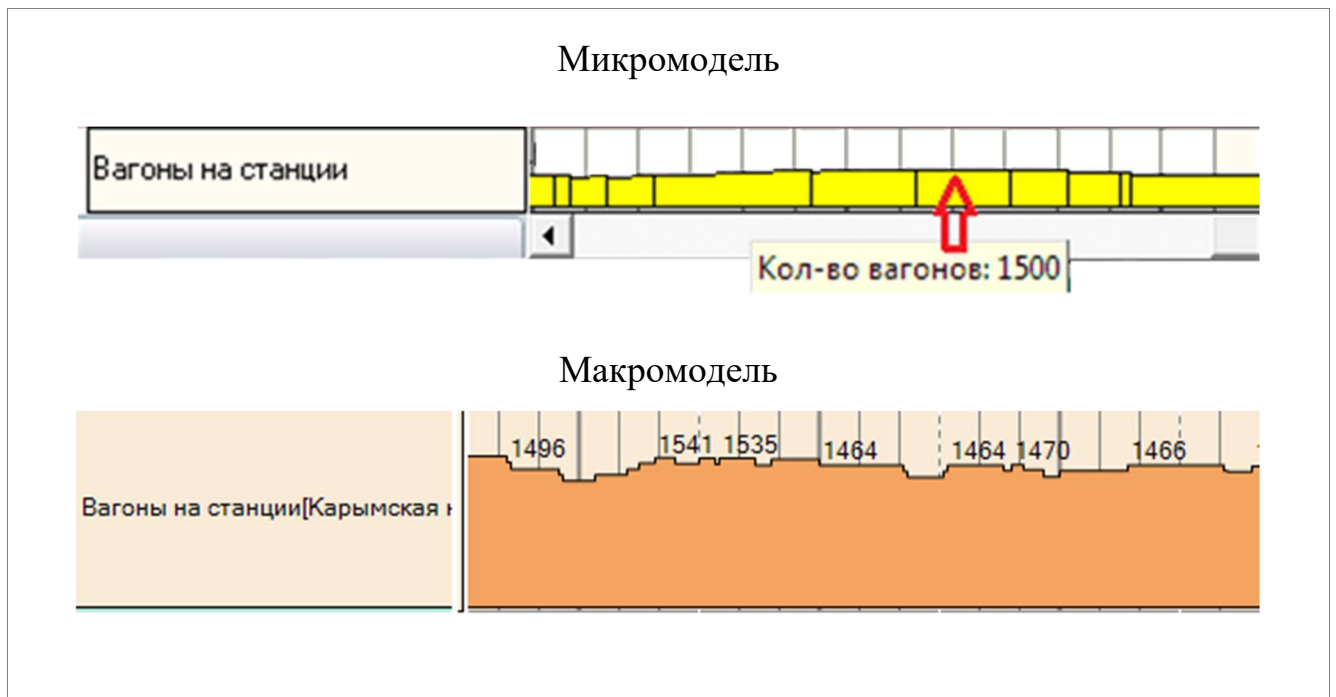 Микромодель
Вагоны на станции
Кол-во вагонов: 1500
Макромодель
1496 1541 1535 1464 1464 1470 1466
Вагоны на станции[Карымская